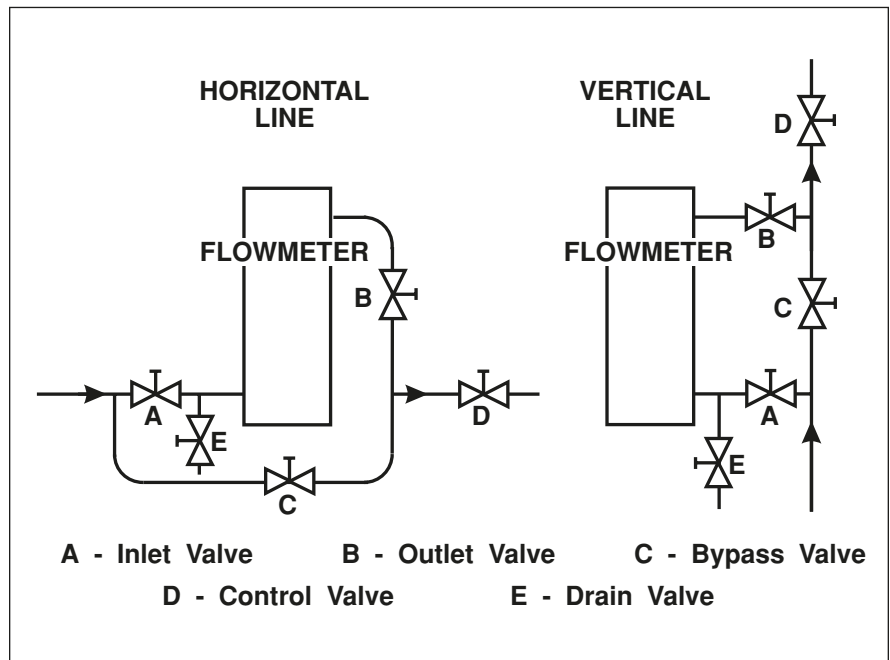 HORIZONTAL
LINE
FLOWMETER
B
A
E
D
C
VERTICAL
LINE
D
B
FLOWMETER
C
A
E
A - Inlet Valve B - Outlet Valve C - Bypass Valve
D - Control Valve E - Drain Valve